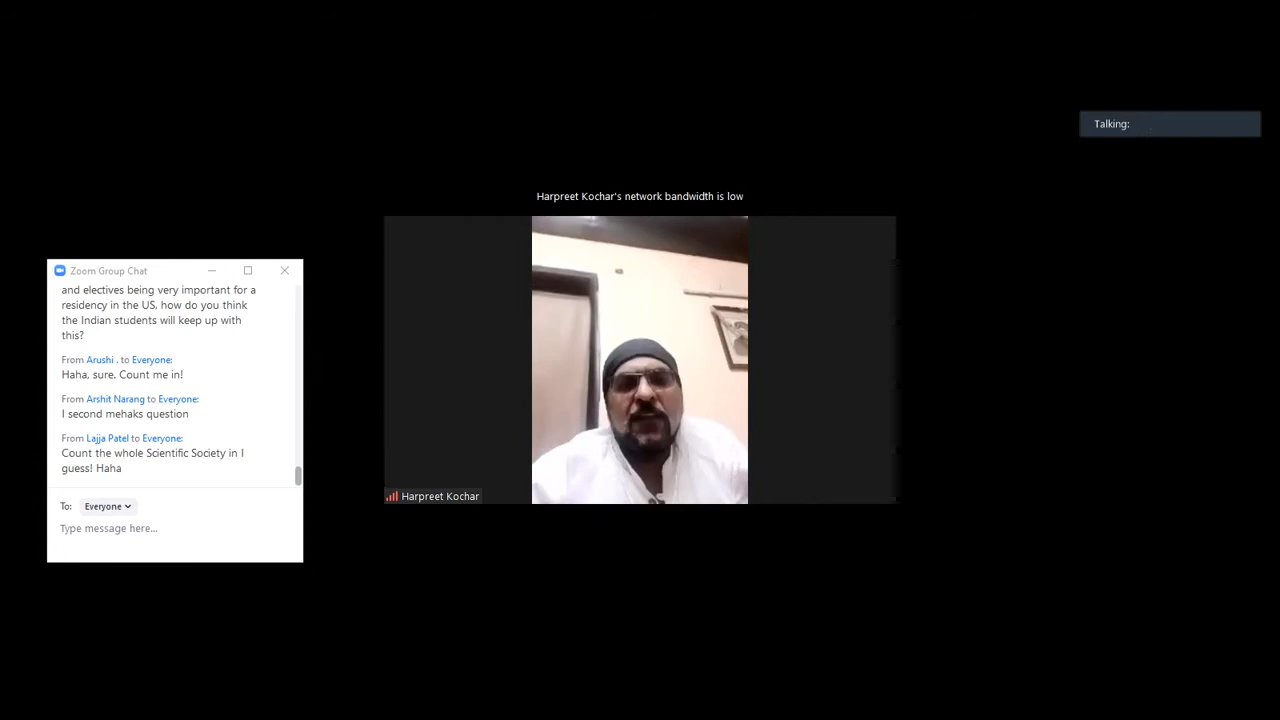 Talking:
Harpreet Kochar's network bandwidth is low
Zoom Group Chat
and electives being very important for a
residency in the US, how do you think
the Indian students will keep up with
this?
From Arushi . to Everyone:
Haha, sure. Count me in!
From Arshit Narang to Everyone:
I second mehaks question
From Lajja Patel to Everyone:
Count the whole Scientific Society in I
guess! Haha
To: Everyone
Type message here...
Harpreet Kochar